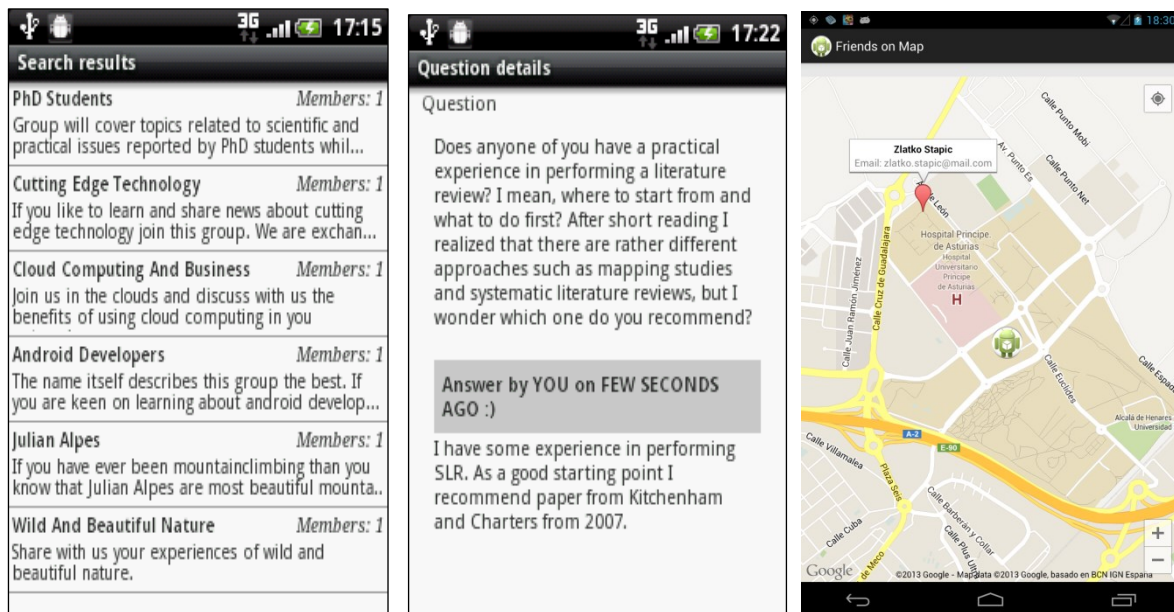 3G 17:15
Search results
PhD Students Members: 1
Group will cover topics related to scientific and
practical issues reported by PhD students whil...
Cutting Edge Technology Members: 1
If you like to learn and share news about cutting
edge technology join this group. We are exchan...
Cloud Computing And Business Members: 1
Join us in the clouds and discuss with us the
benefits of using cloud computing in you
Android Developers Members: 1
The name itself describes this group the best. If
you are keen on learning about android develop...
Julian Alpes Members: 1
If you have ever been mountainclimbing than you
know that Julian Alpes are most beautiful mounta..
Wild And Beautiful Nature Members: 1
Share with us your experiences of wild and
beautiful nature.
3G 17:22
Question details
Question
Does anyone of you have a practical
experience in performing a literature
review? I mean, where to start from and
what to do first? After short reading I
realized that there are rather different
approaches such as mapping studies
and systematic literature reviews, but I
wonder which one do you recommend?
Answer by YOU on FEW SECONDS
AGO :)
I have some experience in performing
SLR. As a good starting point I
recommend paper from Kitchenham
and Charters from 2007.
18:30
Friends on Map
Calle Punto Mobi
Av. Punto Es
Calle Punto Net
Zlatko Stapic
Email: zlatko.stapic@mail.com
de León
Hospital Principe
de Asturias
Hospital
Universitario
Principe
de Asturias
H
Calle Cruz de Guadalajara
Calle Juan Ramón Jiménez
Calle Euclides
Calle Espac
Alcalá de Henares
Universidad
A-2
E-90
Calle Villamalea
Plaza Seis
Calle Barberán y Collar
Calle Cuba
Calle Plus Ultra
de Meco
+
−
Google ©2013 Google - Map data ©2013 Google, basado en BCN IGN España